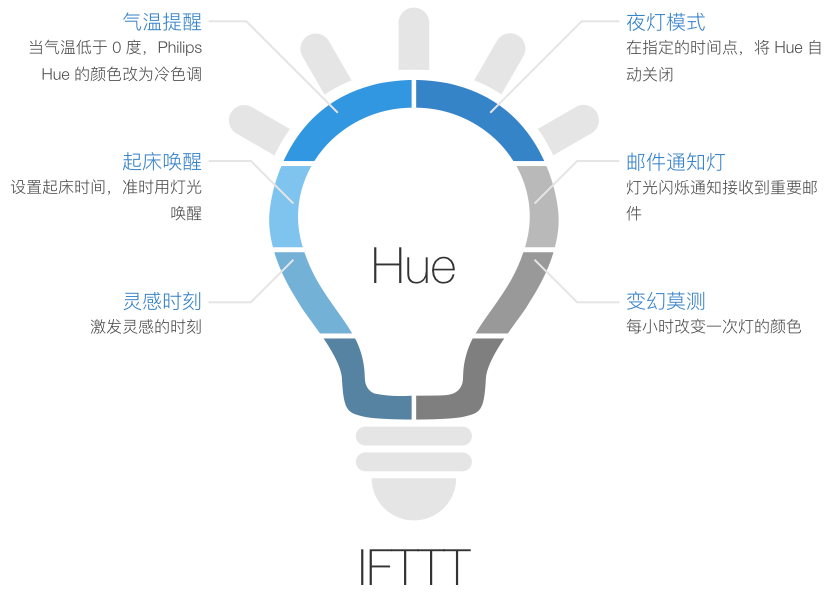 气温提醒
当气温低于 0 度，Philips
Hue 的颜色改为冷色调
起床唤醒
设置起床时间，准时用灯光
唤醒
灵感时刻
激发灵感的时刻
Hue
夜灯模式
在指定的时间点，将 Hue 自
动关闭
邮件通知灯
灯光闪烁通知接收到重要邮
件
变幻莫测
每小时改变一次灯的颜色
IFTTT